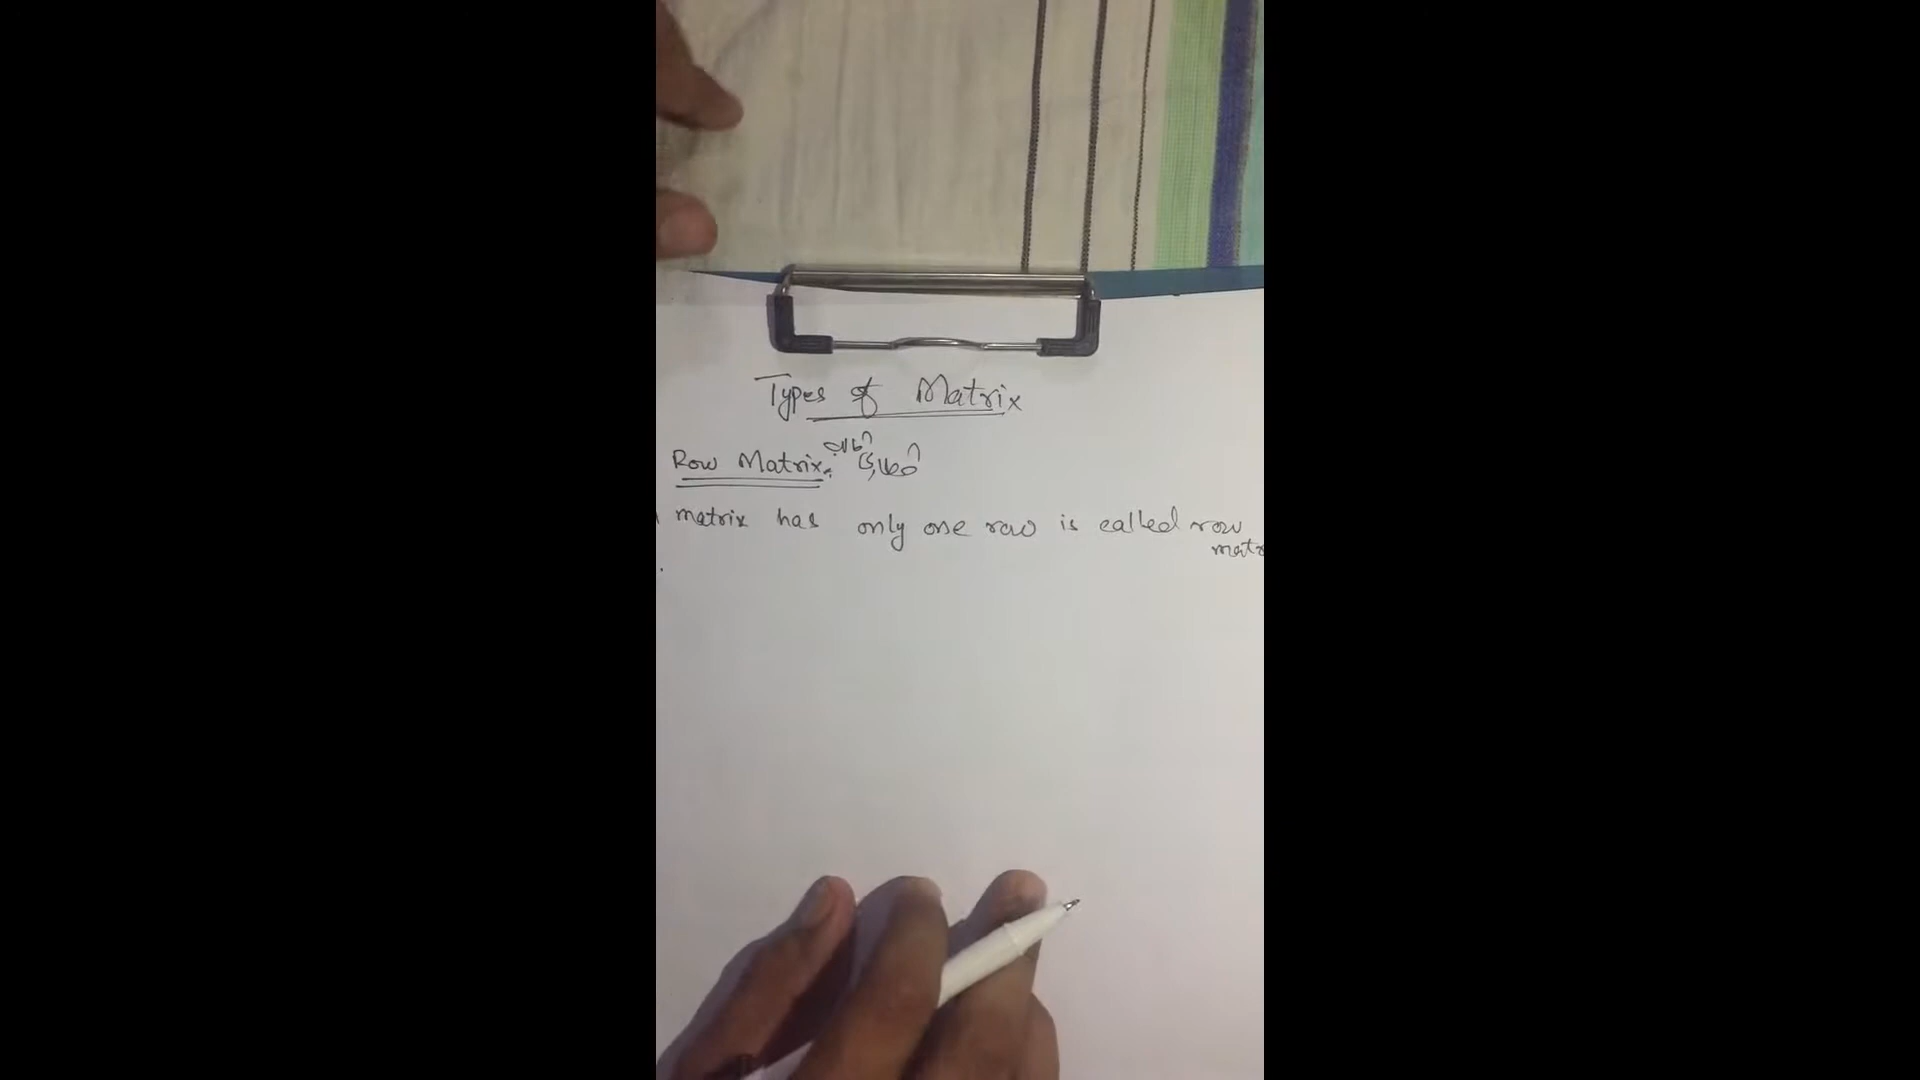 Types of Matrix
Row Matrix:
matrix has only one row is called row